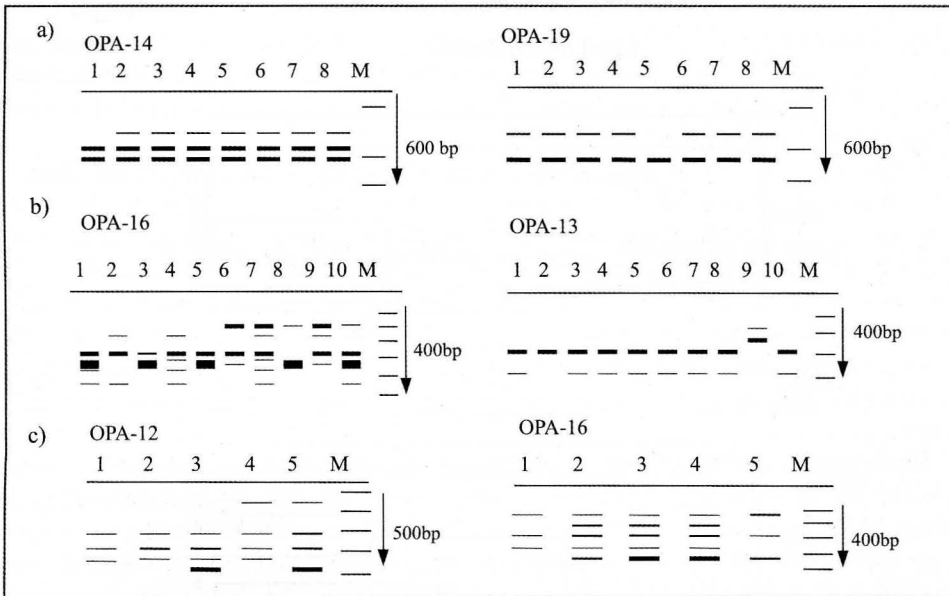 a)
OPA-14
1 2 3 4 5 6 7 8 M
600 bp
OPA-19
1 2 3 4 5 6 7 8 M
600bp
b)
OPA-16
1 2 3 4 5 6 7 8 9 10 M
400bp
OPA-13
1 2 3 4 5 6 7 8 9 10 M
400bp
c)
OPA-12
1 2 3 4 5 M
500bp
OPA-16
1 2 3 4 5 M
400bp